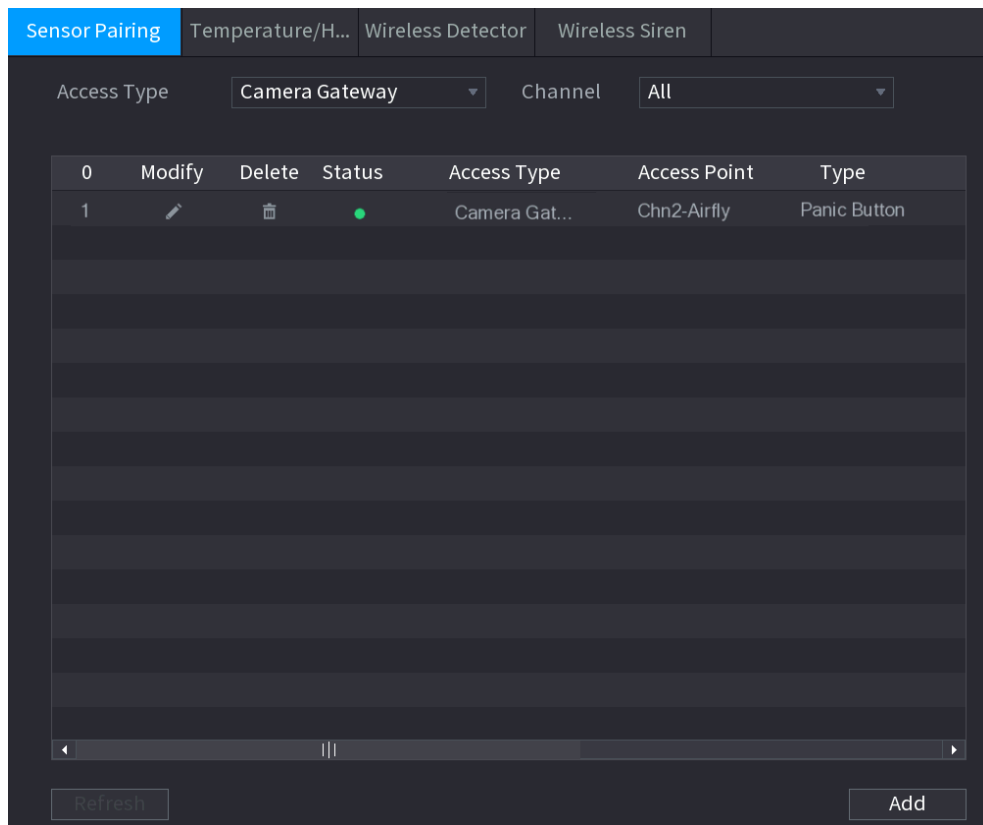 Sensor Pairing Temperature/H... Wireless Detector Wireless Siren
Access Type Camera Gateway Channel All
0 Modify Delete Status Access Type Access Point Type
1 Camera Gat... Chn2-Airfly Panic Button
Refresh Add